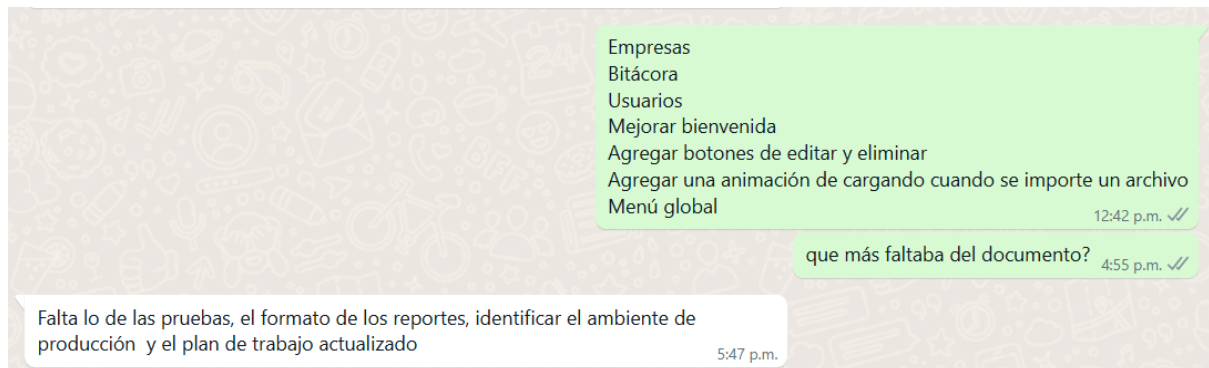 Empresas
Bitácora
Usuarios
Mejorar bienvenida
Agregar botones de editar y eliminar
Agregar una animación de cargando cuando se importe un archivo
Menú global
12:42 p.m.
que más faltaba del documento?
4:55 p.m.
Falta lo de las pruebas, el formato de los reportes, identificar el ambiente de
producción y el plan de trabajo actualizado
5:47 p.m.